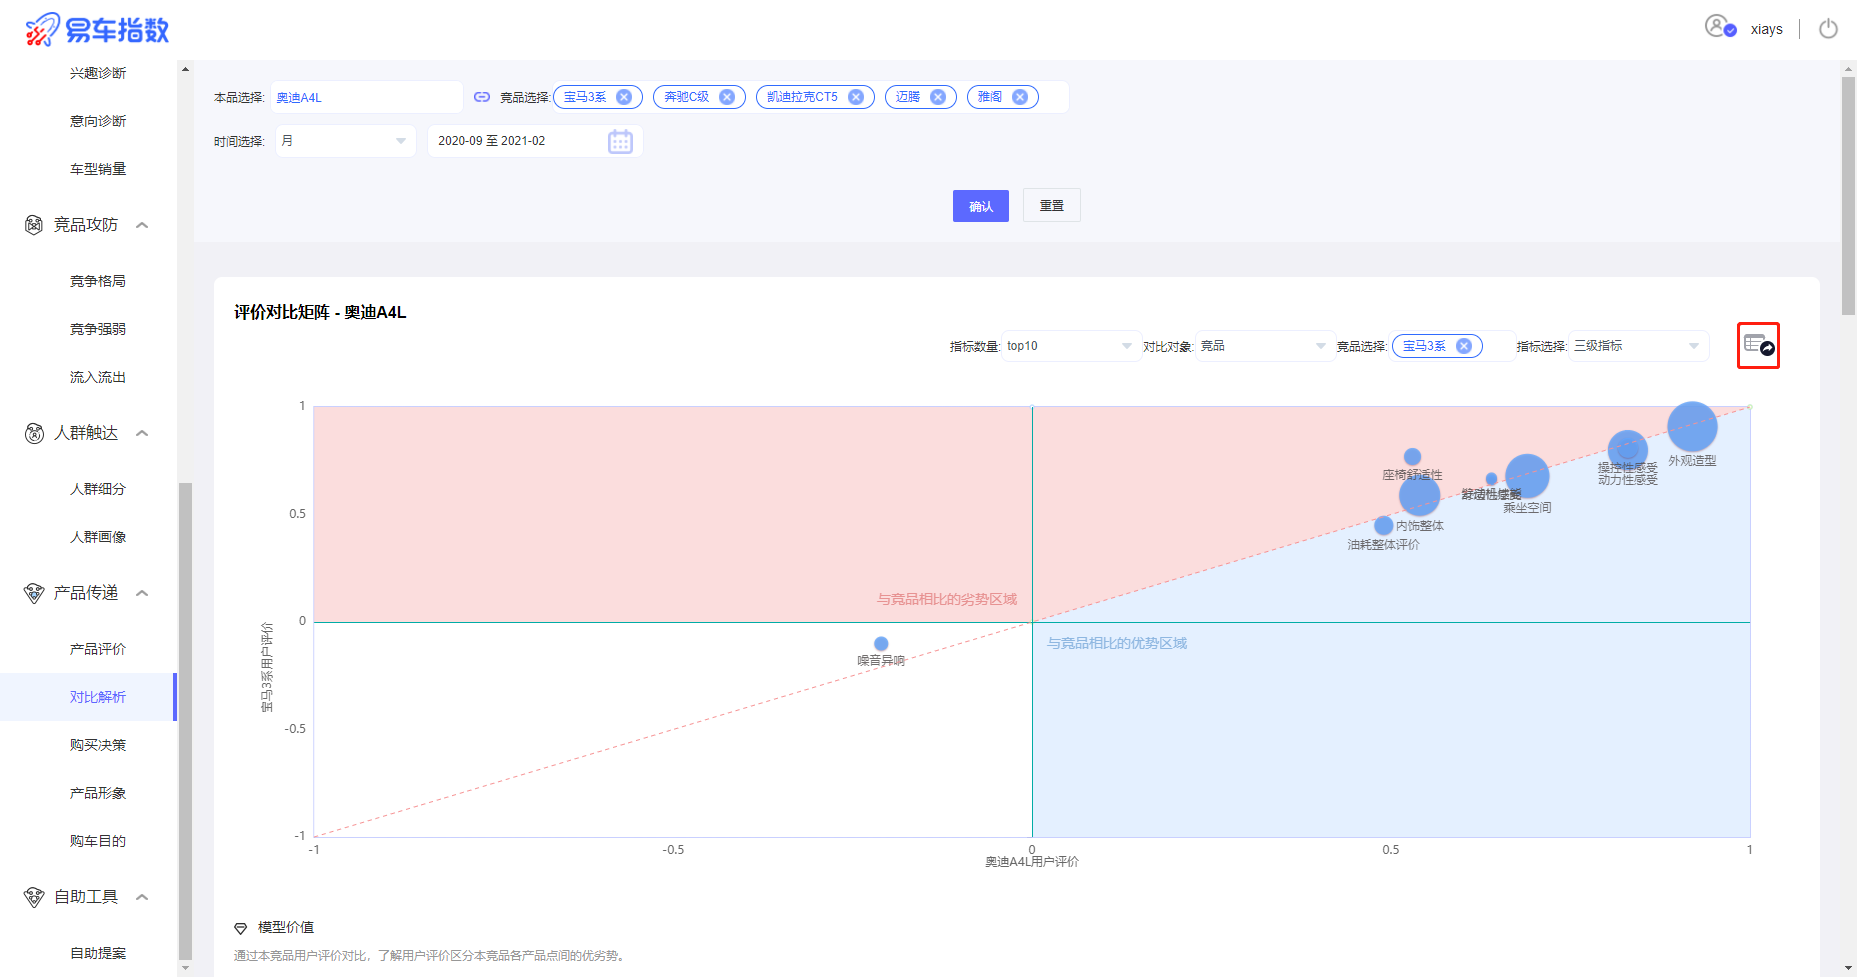 易车指数
xiays
兴趣诊断
意向诊断
车型销量
竞品攻防
竞争格局
竞争强弱
流入流出
人群触达
人群细分
人群画像
产品传递
产品评价
对比解析
购买决策
产品形象
购车目的
自助工具
自助提案
本品选择: 奥迪A4L 竞品选择: 宝马3系 奔驰C级 凯迪拉克CT5 迈腾 雅阁
时间选择: 月 2020-09 至 2021-02
确认 重置
评价对比矩阵 - 奥迪A4L
指标数量: top10 对比对象: 竞品 竞品选择: 宝马3系 指标选择: 三级指标
1
0.5
0
-0.5
-1
宝马3系用户评价
外观造型
操控性感受
动力性感受
座椅舒适性
乘坐空间
内饰整体
油耗整体评价
与竞品相比的劣势区域
与竞品相比的优势区域
噪音异响
-1 -0.5 0 0.5 1
奥迪A4L用户评价
模型价值
通过本竞品用户评价对比，了解用户评价区分本竞品各产品点间的优劣势。